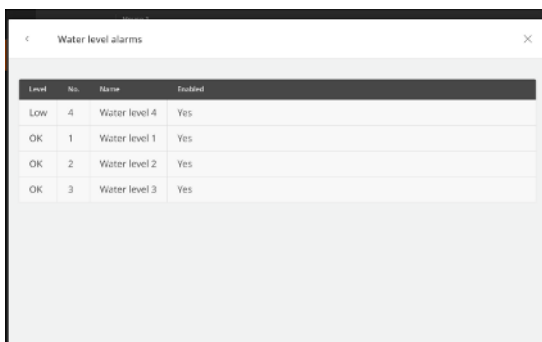 Water level alarms
Level No. Name Enabled
Low 4 Water level 4 Yes
OK 1 Water level 1 Yes
OK 2 Water level 2 Yes
OK 3 Water level 3 Yes